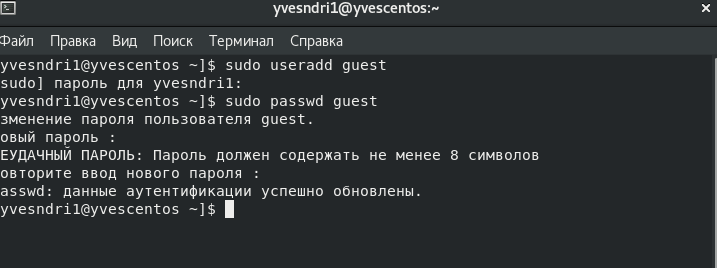 yvesndri1@yvescentos:~
Файл Правка Вид Поиск Терминал Справка
yvesndri1@yvescentos ~]$ sudo useradd guest
sudo] пароль для yvesndri1:
yvesndri1@yvescentos ~]$ sudo passwd guest
зменение пароля пользователя guest.
овый пароль :
ЕУДАЧНЫЙ ПАРОЛЬ: Пароль должен содержать не менее 8 символов
овторите ввод нового пароля :
asswd: данные аутентификации успешно обновлены.
yvesndri1@yvescentos ~]$